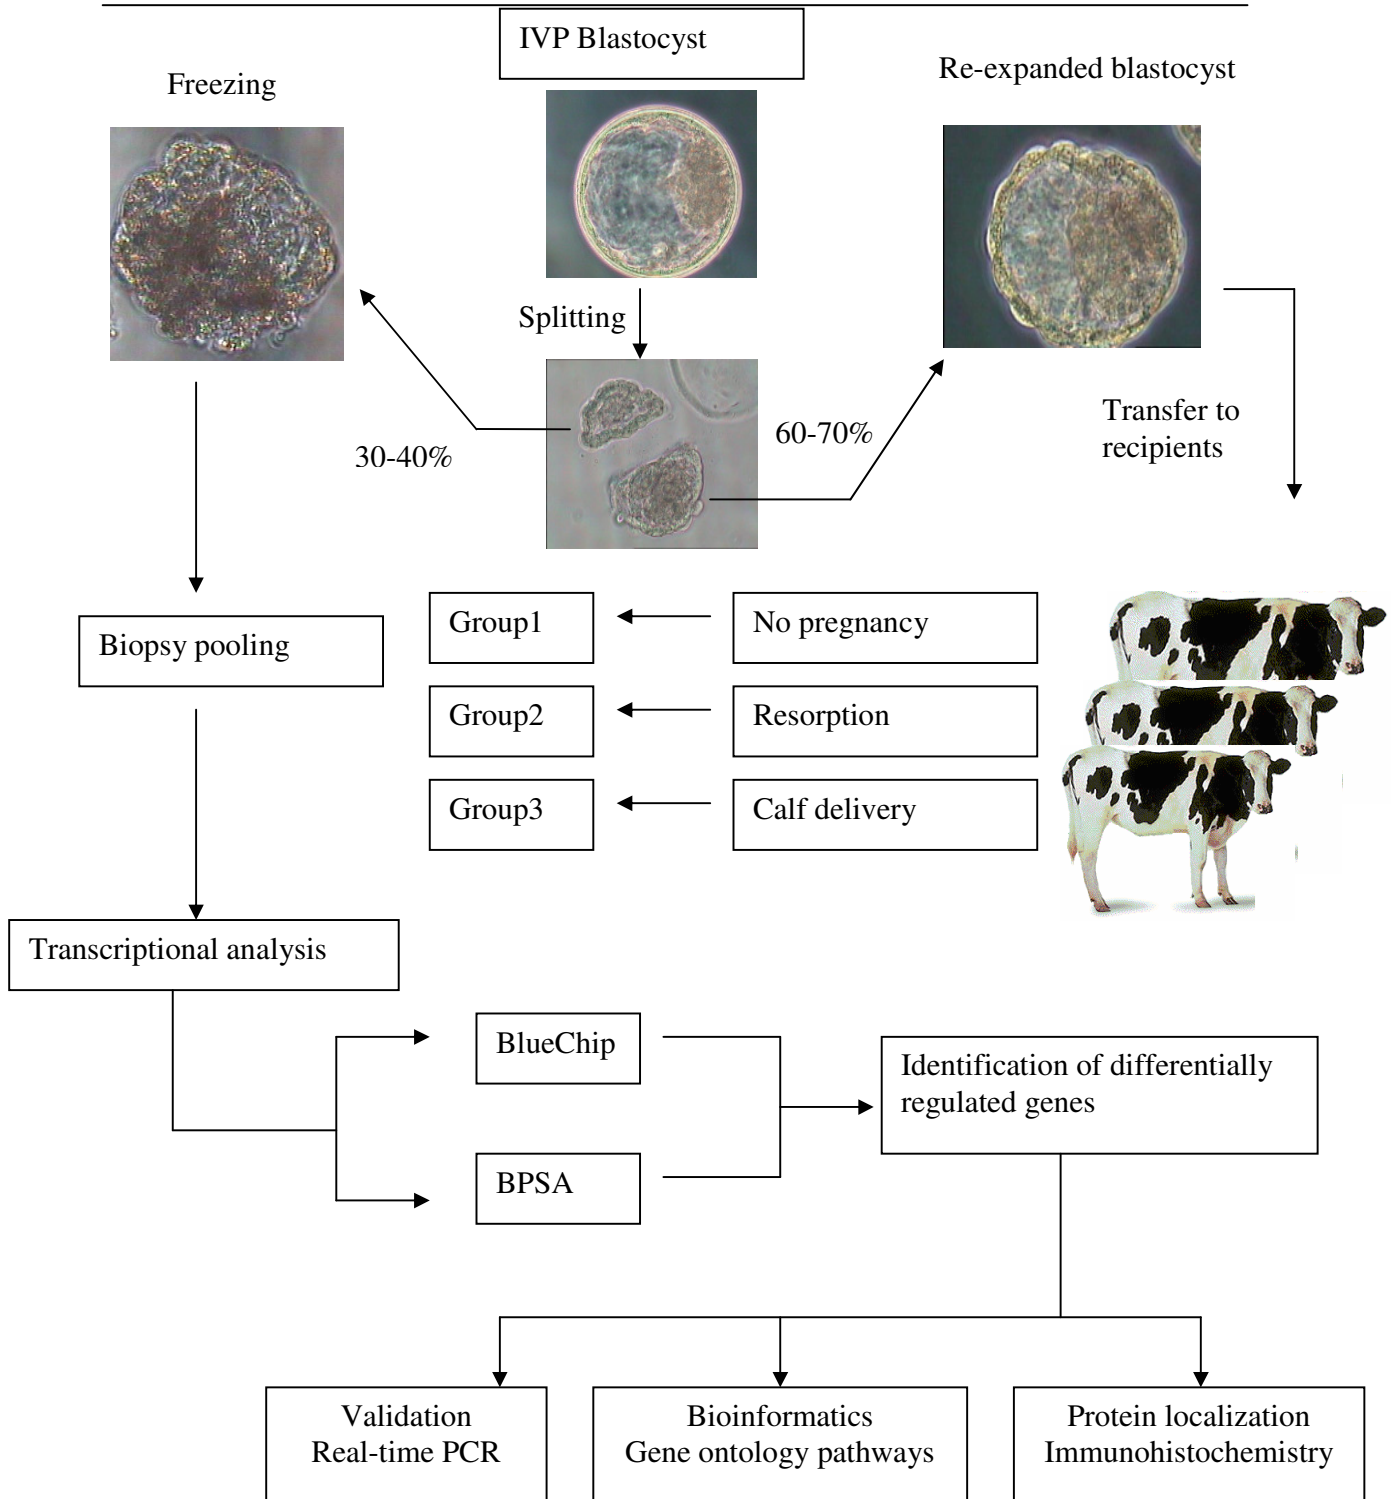 IVP Blastocyst
Freezing
Re-expanded blastocyst
Splitting
30-40%
60-70%
Transfer to
recipients
Biopsy pooling
Group1
No pregnancy
Group2
Resorption
Group3
Calf delivery
Transcriptional analysis
BlueChip
BPSA
Identification of differentially
regulated genes
Validation
Real-time PCR
Bioinformatics
Gene ontology pathways
Protein localization
Immunohistochemistry